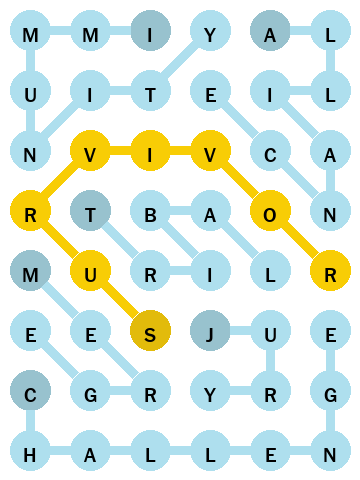 M M I Y A L
U I T E I L
N V I V C A
R T B A O N
M U R I L R
E E S J U E
C G R Y R G
H A L L E N